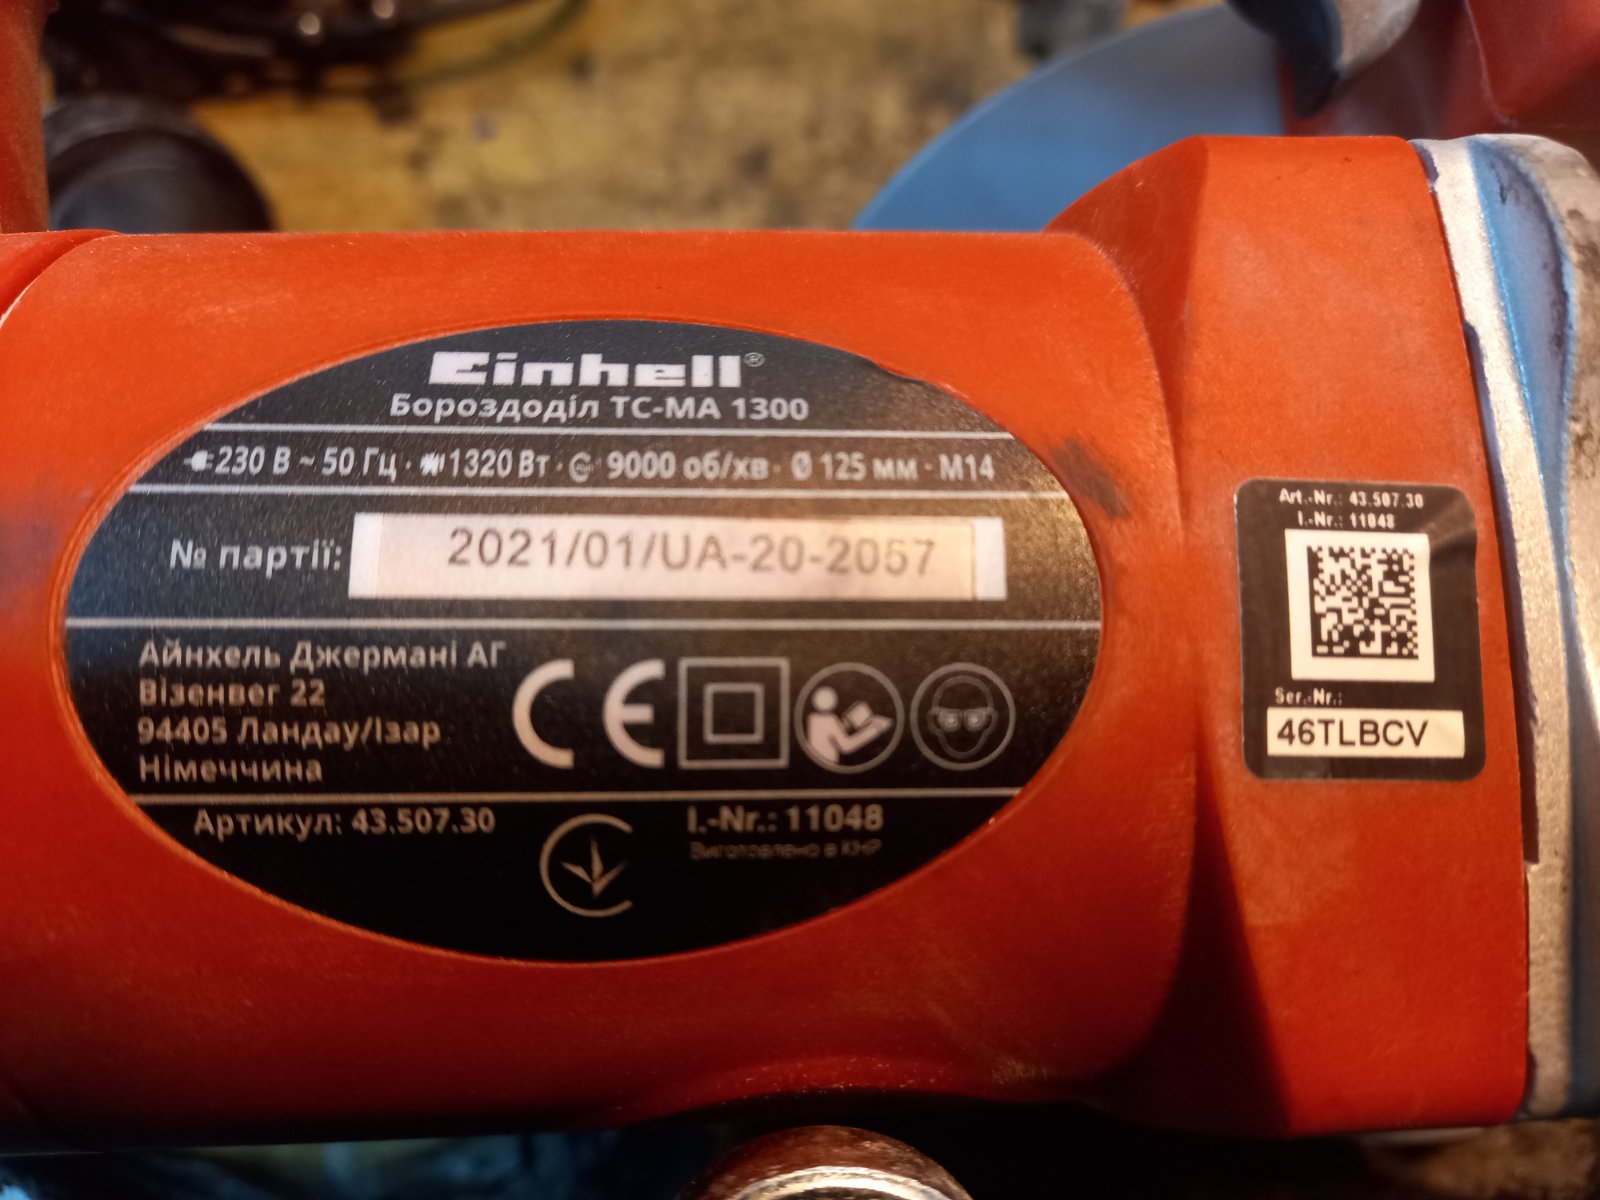 Einhell®
Бороздоділ TC-MA 1300
230 В ~ 50 Гц · 1320 Вт · 9000 об/хв · Ø 125 мм · M14
№ партії: 2021/01/UA-20-2057
Айнхель Джермані АГ
Візенвег 22
94405 Ландау/Ізар
Німеччина
CE
Артикул: 43.507.30
I.-Nr.: 11048
Виготовлено в КНР
Art.-Nr.: 43.507.30
I.-Nr.: 11048
Ser.-Nr.:
46TLBCV